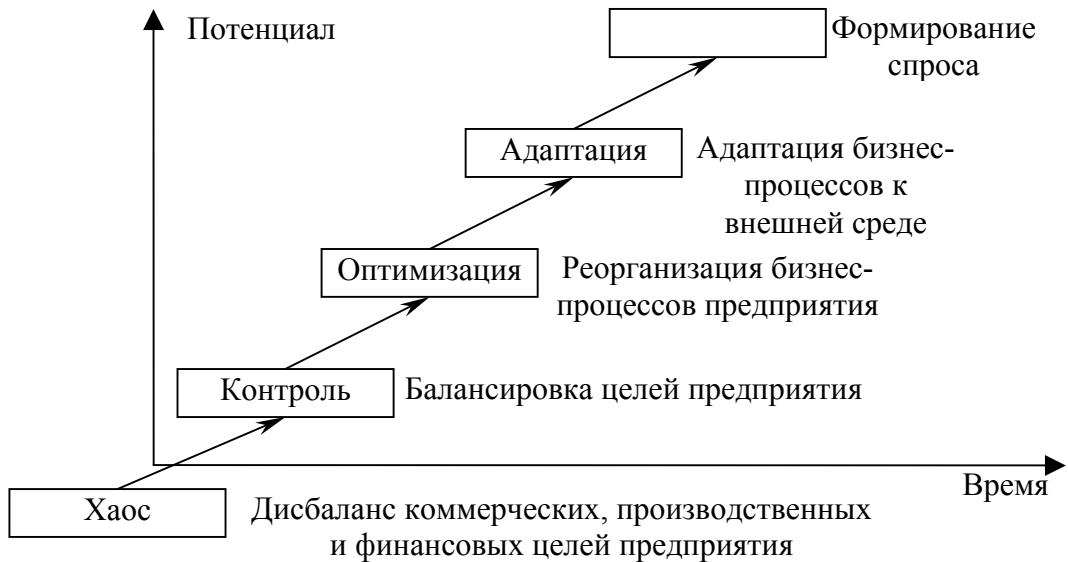 Потенциал
Формирование
спроса
Адаптация
Адаптация бизнес-
процессов к
внешней среде
Оптимизация
Реорганизация бизнес-
процессов предприятия
Контроль
Балансировка целей предприятия
Время
Хаос
Дисбаланс коммерческих, производственных
и финансовых целей предприятия